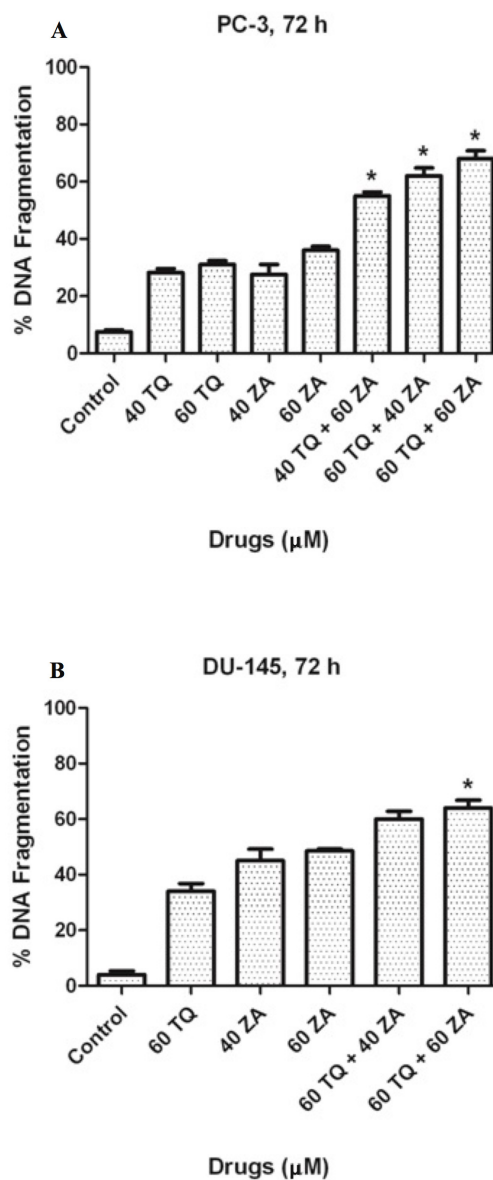 A
PC-3, 72 h
% DNA Fragmentation
100
80
60
40
20
0
*
*
*
Control
40 TQ
60 TQ
40 ZA
60 ZA
40 TQ + 60 ZA
60 TQ + 40 ZA
60 TQ + 60 ZA
Drugs (µM)
B
DU-145, 72 h
% DNA Fragmentation
100
80
60
40
20
0
*
Control
60 TQ
40 ZA
60 ZA
60 TQ + 40 ZA
60 TQ + 60 ZA
Drugs (µM)